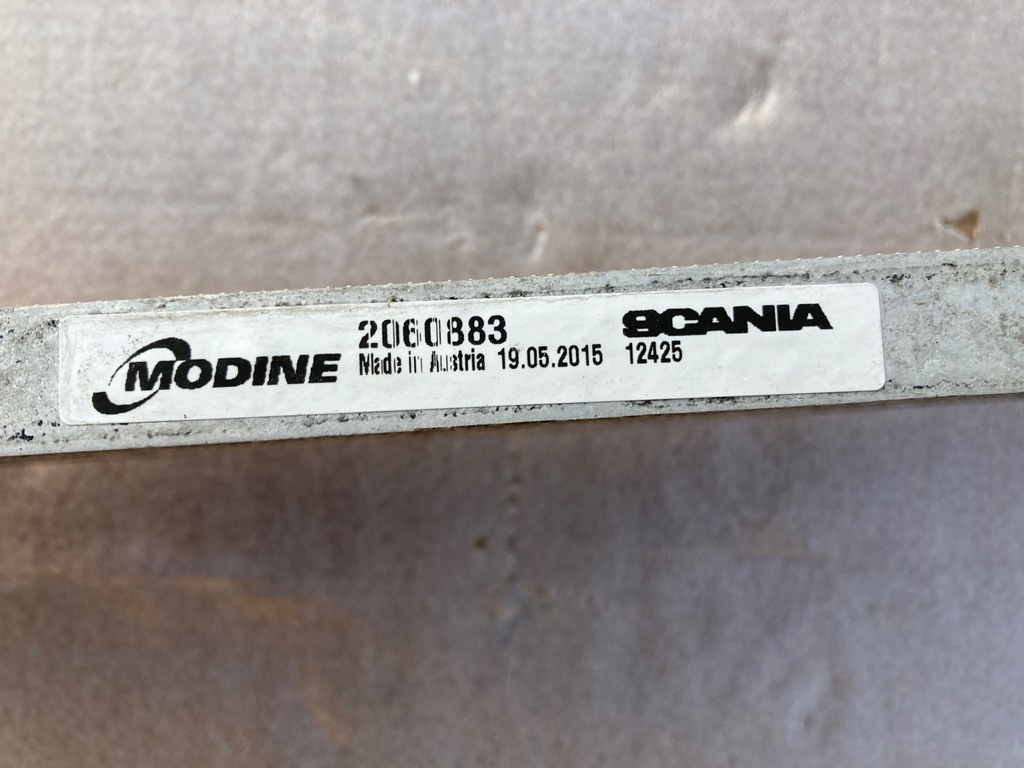 MODINE
2060883
Made in Austria 19.05.2015
SCANIA
12425